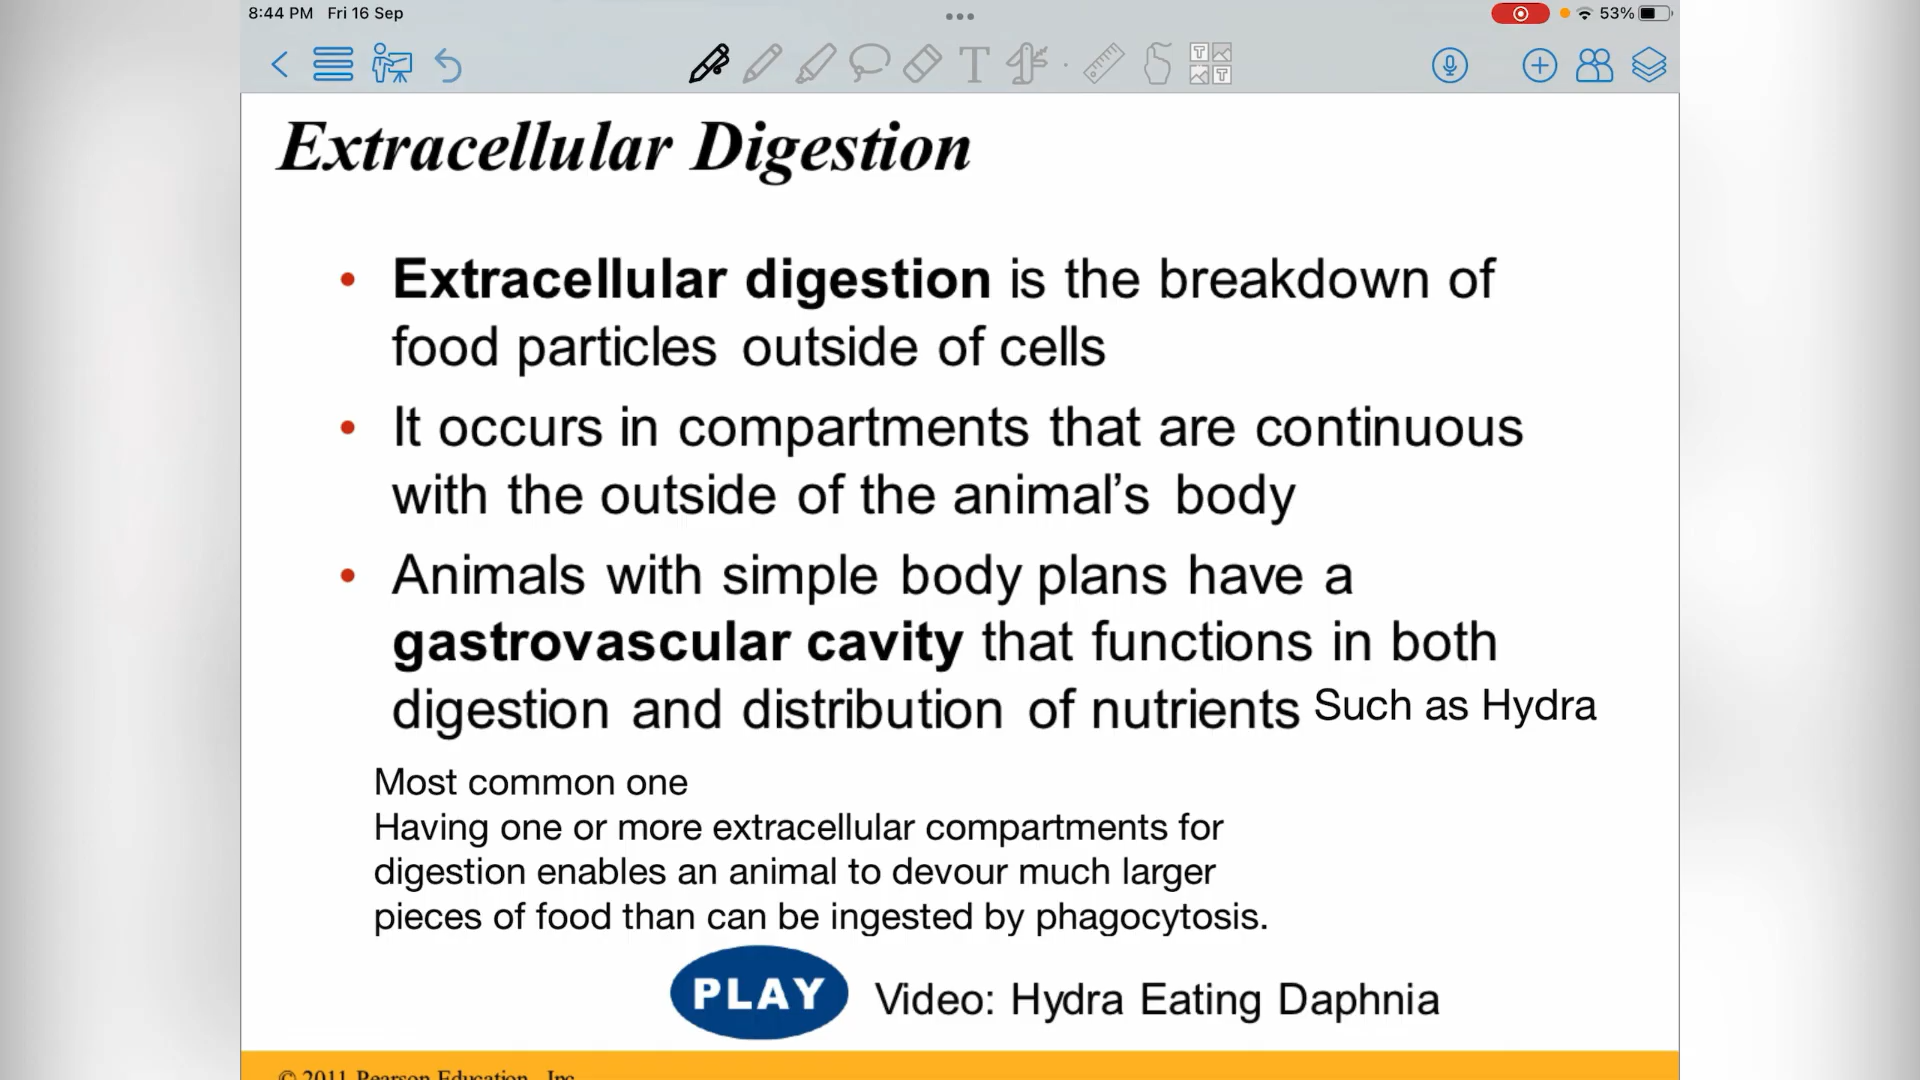 8:44 PM Fri 16 Sep
53%
Extracellular Digestion
• Extracellular digestion is the breakdown of
food particles outside of cells
• It occurs in compartments that are continuous
with the outside of the animal’s body
• Animals with simple body plans have a
gastrovascular cavity that functions in both
digestion and distribution of nutrients Such as Hydra
Most common one
Having one or more extracellular compartments for
digestion enables an animal to devour much larger
pieces of food than can be ingested by phagocytosis.
PLAY Video: Hydra Eating Daphnia
© 2011 Pearson Education, Inc.